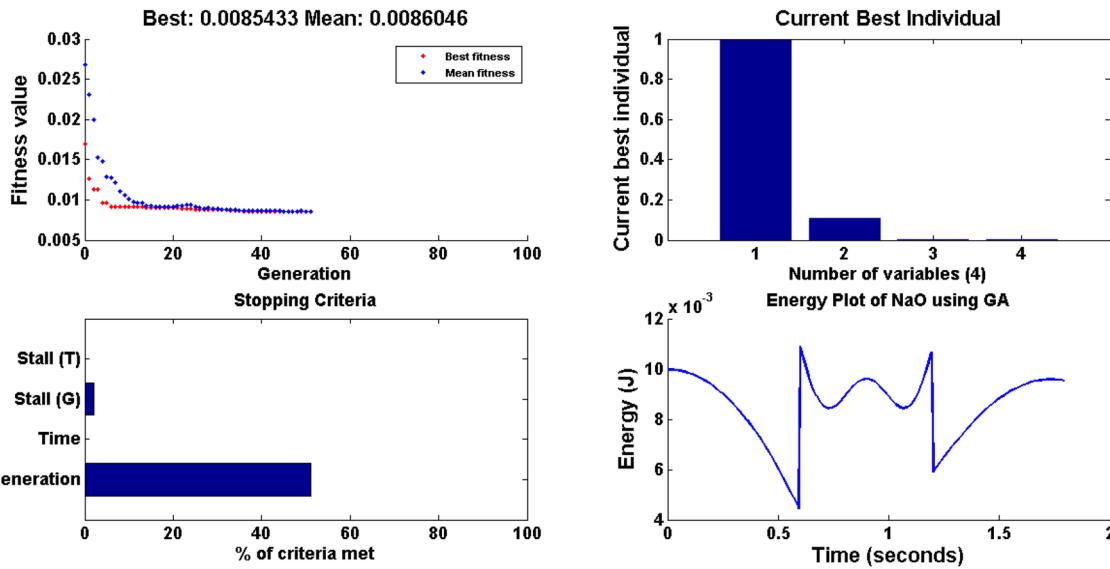 Best: 0.0085433 Mean: 0.0086046
Fitness value
0.03
0.025
0.02
0.015
0.01
0.005
Best fitness
Mean fitness
0 20 40 60 80 100
Generation
Current Best Individual
Current best individual
1
0.8
0.6
0.4
0.2
0
1 2 3 4
Number of variables (4)
Stopping Criteria
Stall (T)
Stall (G)
Time
eneration
0 20 40 60 80 100
% of criteria met
Energy Plot of NaO using GA
x 10⁻³
Energy (J)
12
10
8
6
4
0 0.5 1 1.5 2
Time (seconds)